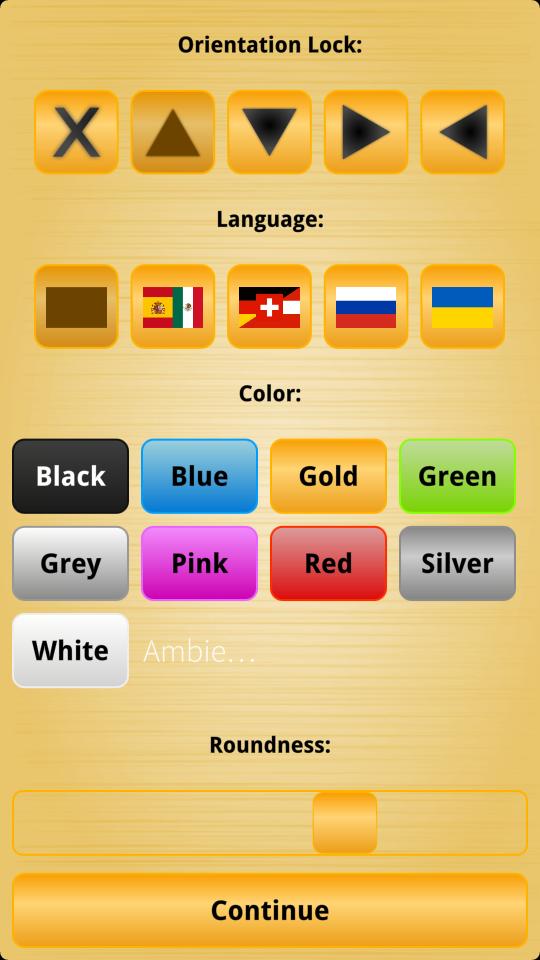 Orientation Lock:
X
Language:
Color:
Black Blue Gold Green
Grey Pink Red Silver
White Ambie...
Roundness:
Continue